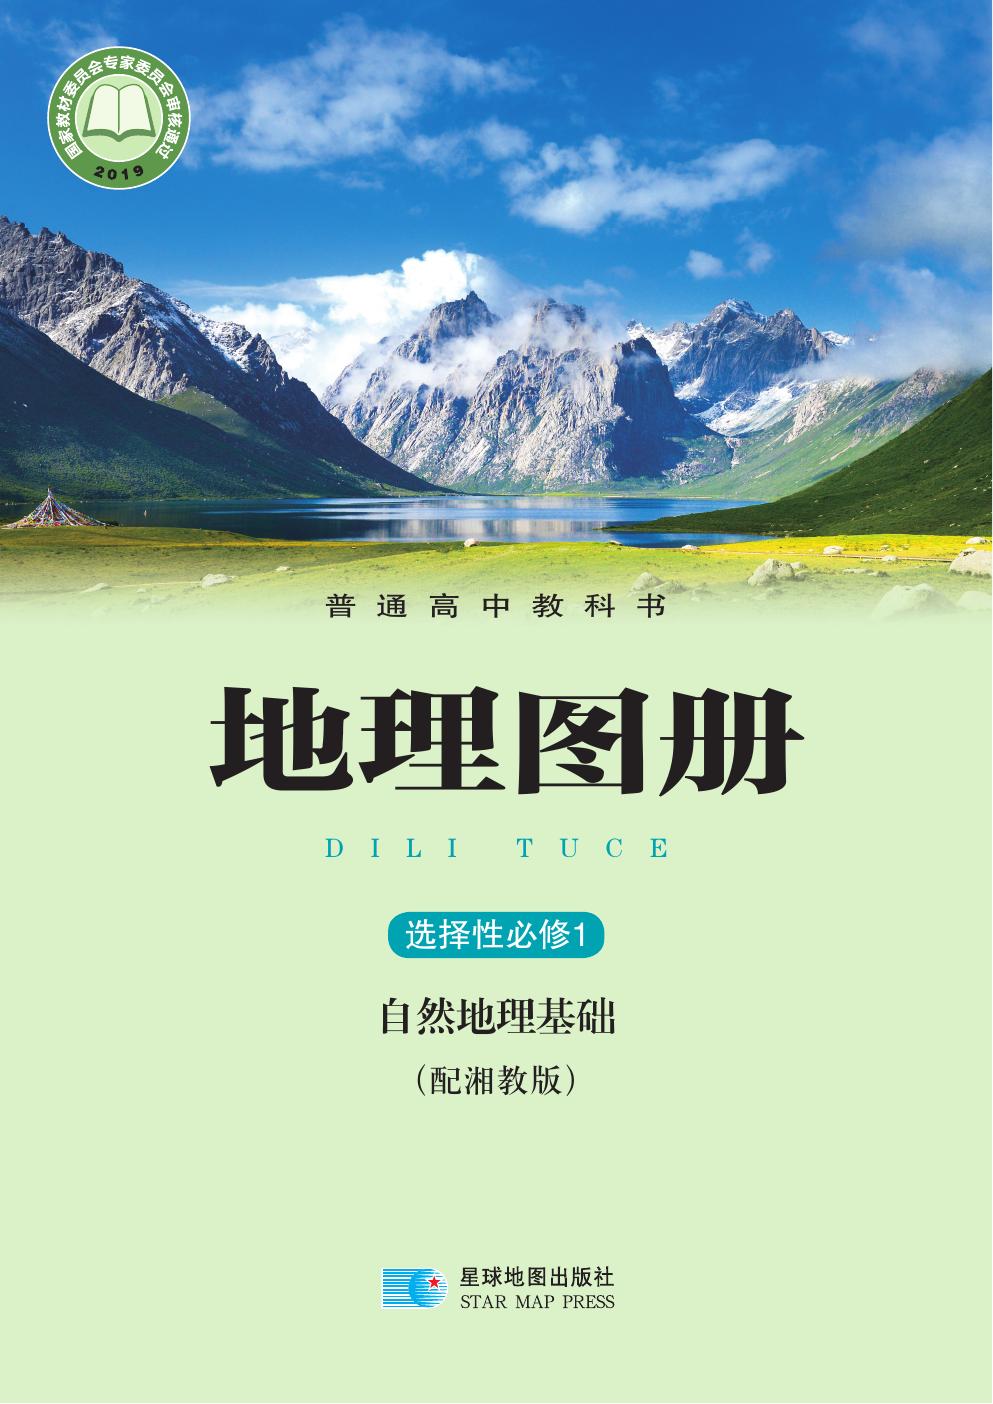 国家教材委员会专家委员会审核通过
2019
普通高中教科书
地理图册
DILI TUCE
选择性必修1
自然地理基础
（配湘教版）
星球地图出版社
STAR MAP PRESS